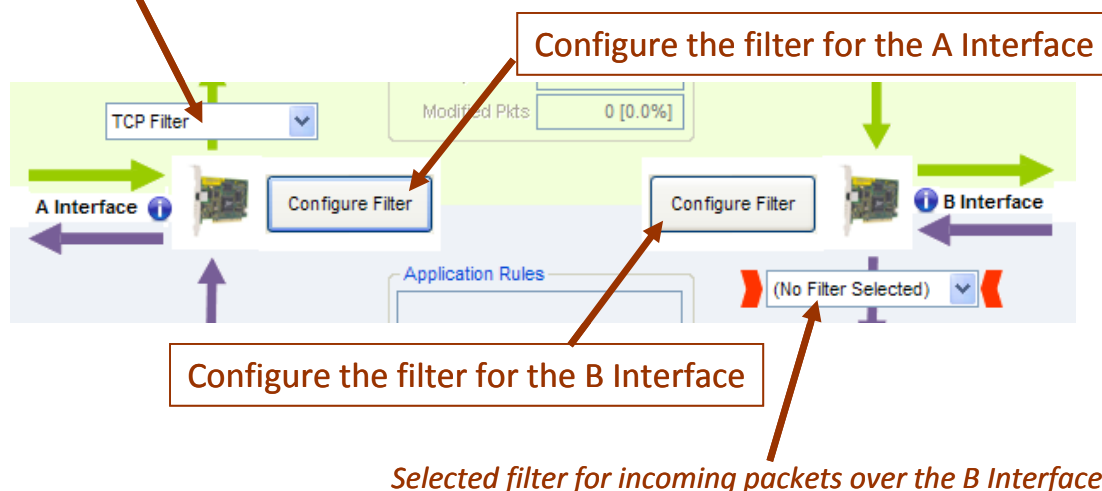 Configure the filter for the A Interface
Modified Pkts 0 [0.0%]
TCP Filter
Configure Filter
Configure Filter
A Interface
B Interface
Application Rules
(No Filter Selected)
Configure the filter for the B Interface
Selected filter for incoming packets over the B Interface